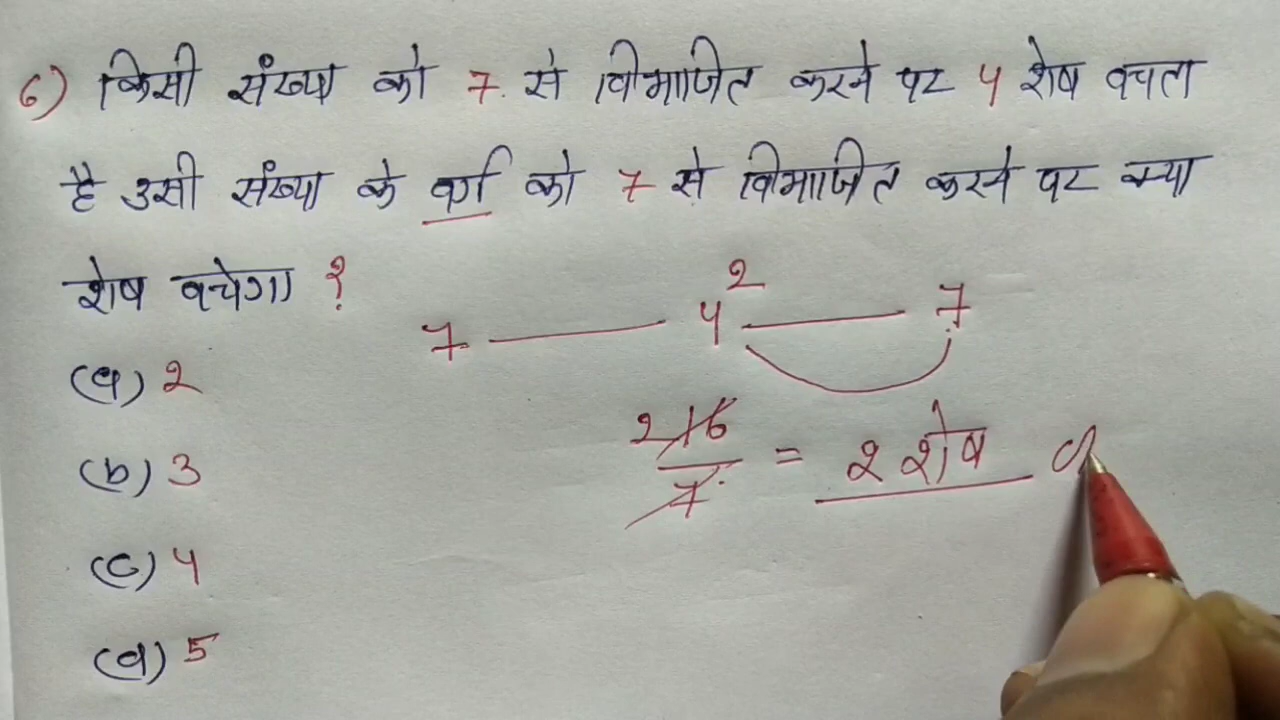 6) किसी संख्या को 7 से विभाजित करने पर 4 शेष बचता
है उसी संख्या के वर्ग को 7 से विभाजित करने पर क्या
शेष बचेगा ?
7 — 4² — 7
(a) 2
2 16/7 = 2 शेष
(b) 3
(c) 4
(d) 5